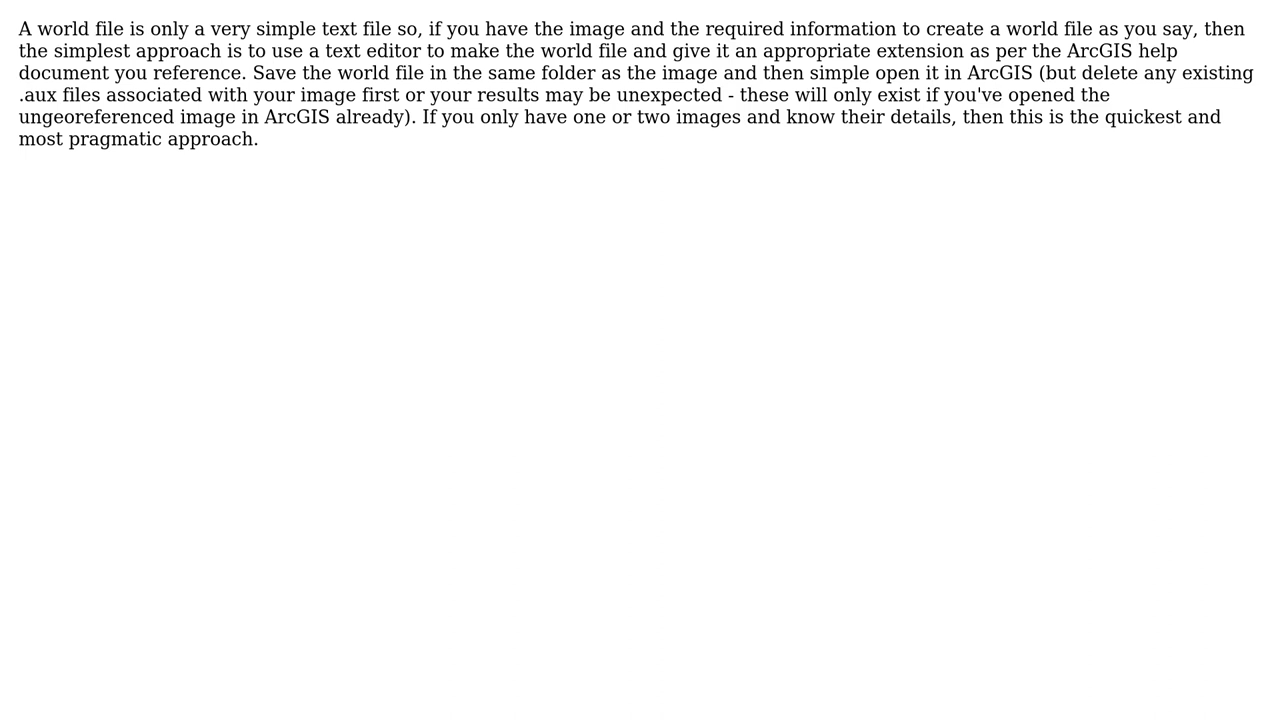 A world file is only a very simple text file so, if you have the image and the required information to create a world file as you say, then
the simplest approach is to use a text editor to make the world file and give it an appropriate extension as per the ArcGIS help
document you reference. Save the world file in the same folder as the image and then simple open it in ArcGIS (but delete any existing
.aux files associated with your image first or your results may be unexpected - these will only exist if you've opened the
ungeoreferenced image in ArcGIS already). If you only have one or two images and know their details, then this is the quickest and
most pragmatic approach.